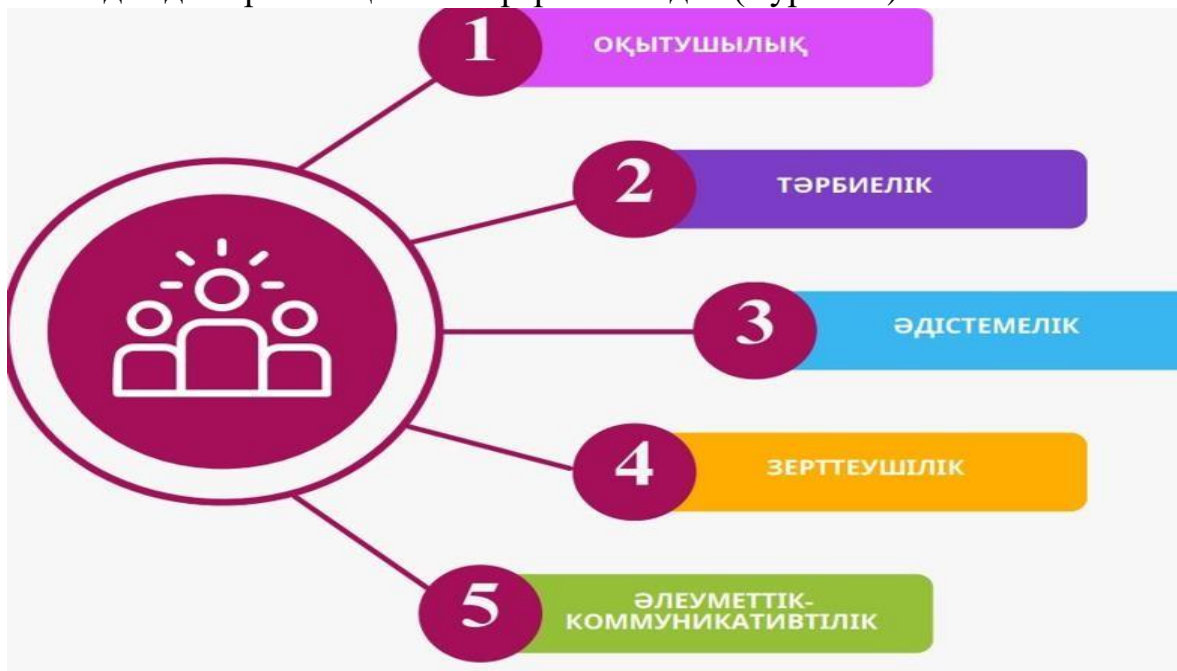 1
ОҚЫТУШЫЛЫҚ
2
ТӘРБИЕЛІК
3
ӘДІСТЕМЕЛІК
4
ЗЕРТТЕУШІЛІК
5
ӘЛЕУМЕТТІК-
КОММУНИКАТИВТІЛІК